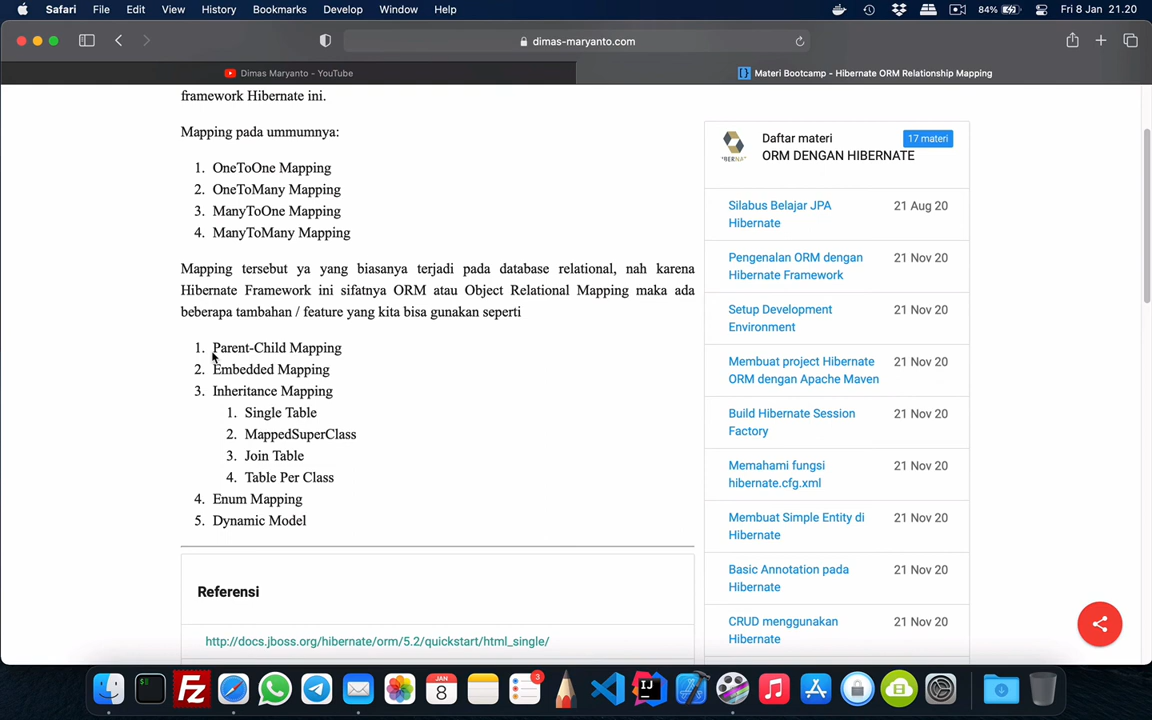 Safari File Edit View History Bookmarks Develop Window Help 84% Fri 8 Jan 21.20
dimas-maryanto.com
Dimas Maryanto - YouTube
Materi Bootcamp - Hibernate ORM Relationship Mapping
framework Hibernate ini.
Mapping pada ummumnya:
1. OneToOne Mapping
2. OneToMany Mapping
3. ManyToOne Mapping
4. ManyToMany Mapping
Mapping tersebut ya yang biasanya terjadi pada database relational, nah karena
Hibernate Framework ini sifatnya ORM atau Object Relational Mapping maka ada
beberapa tambahan / feature yang kita bisa gunakan seperti
1. Parent-Child Mapping
2. Embedded Mapping
3. Inheritance Mapping
1. Single Table
2. MappedSuperClass
3. Join Table
4. Table Per Class
4. Enum Mapping
5. Dynamic Model
Referensi
http://docs.jboss.org/hibernate/orm/5.2/quickstart/html_single/
Daftar materi 17 materi
ORM DENGAN HIBERNATE
Silabus Belajar JPA 21 Aug 20
Hibernate
Pengenalan ORM dengan 21 Nov 20
Hibernate Framework
Setup Development 21 Nov 20
Environment
Membuat project Hibernate 21 Nov 20
ORM dengan Apache Maven
Build Hibernate Session 21 Nov 20
Factory
Memahami fungsi 21 Nov 20
hibernate.cfg.xml
Membuat Simple Entity di 21 Nov 20
Hibernate
Basic Annotation pada 21 Nov 20
Hibernate
CRUD menggunakan 21 Nov 20
Hibernate
JAN
8
3